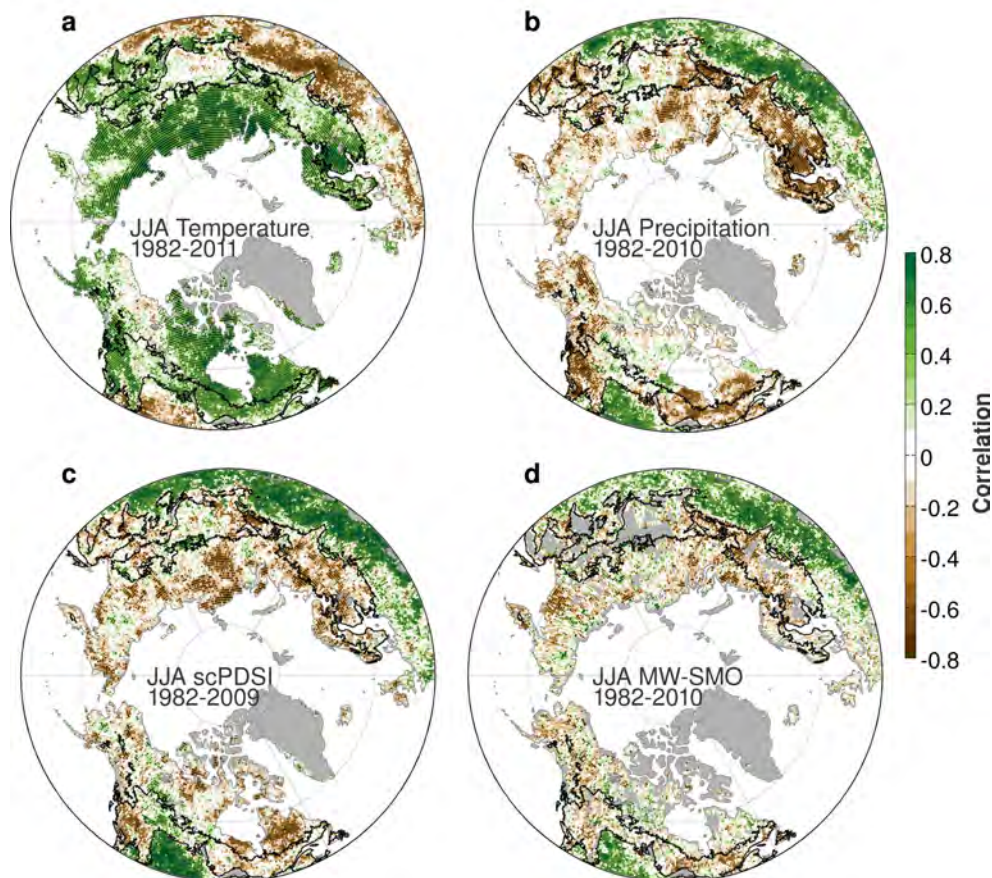 a
b
JJA Temperature
1982-2011
JJA Precipitation
1982-2010
c
d
JJA scPDSI
1982-2009
JJA MW-SMO
1982-2010
0.8
0.6
0.4
0.2
0
-0.2
-0.4
-0.6
-0.8
Correlation